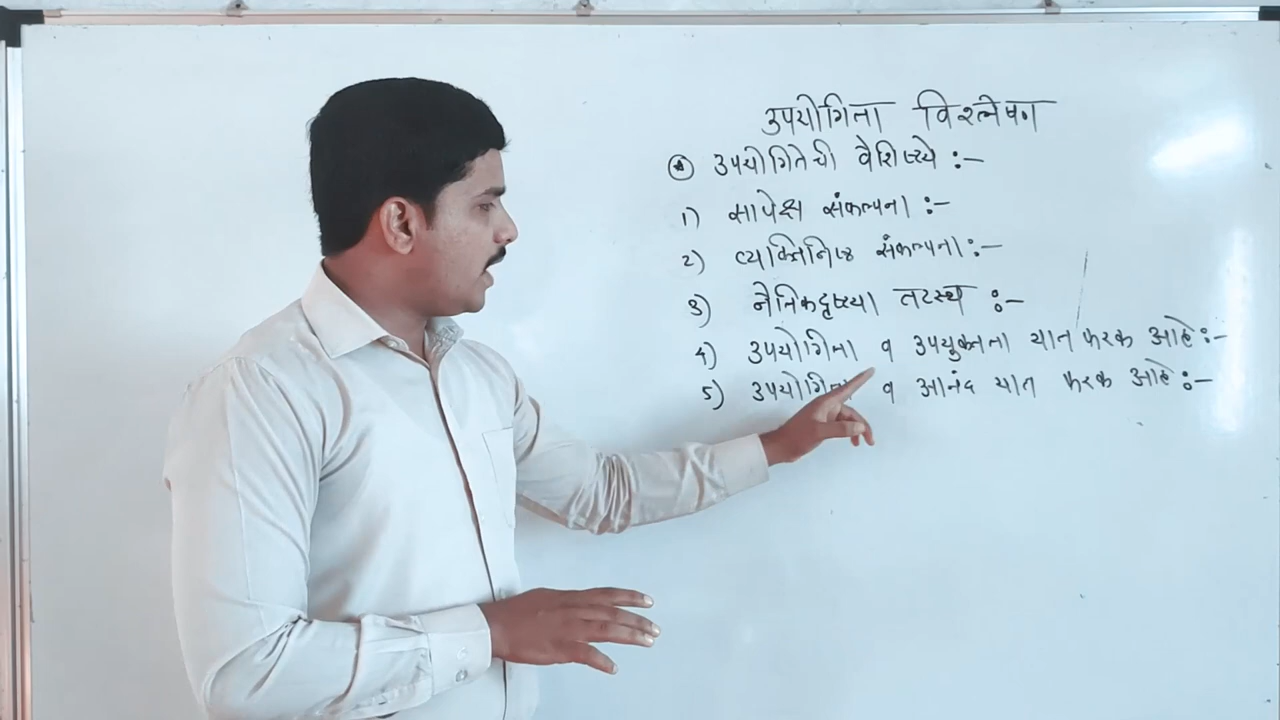 उपयोगिता विश्लेषण
उपयोगितेची वैशिष्ट्ये :-
1) सापेक्ष संकल्पना :-
2) व्यक्तिनिष्ठ संकल्पना :-
3) नैतिकदृष्ट्या तटस्थ :-
4) उपयोगिता व उपयुक्तता यात फरक आहे :-
5) उपयोगिता व आनंद यात फरक आहे :-